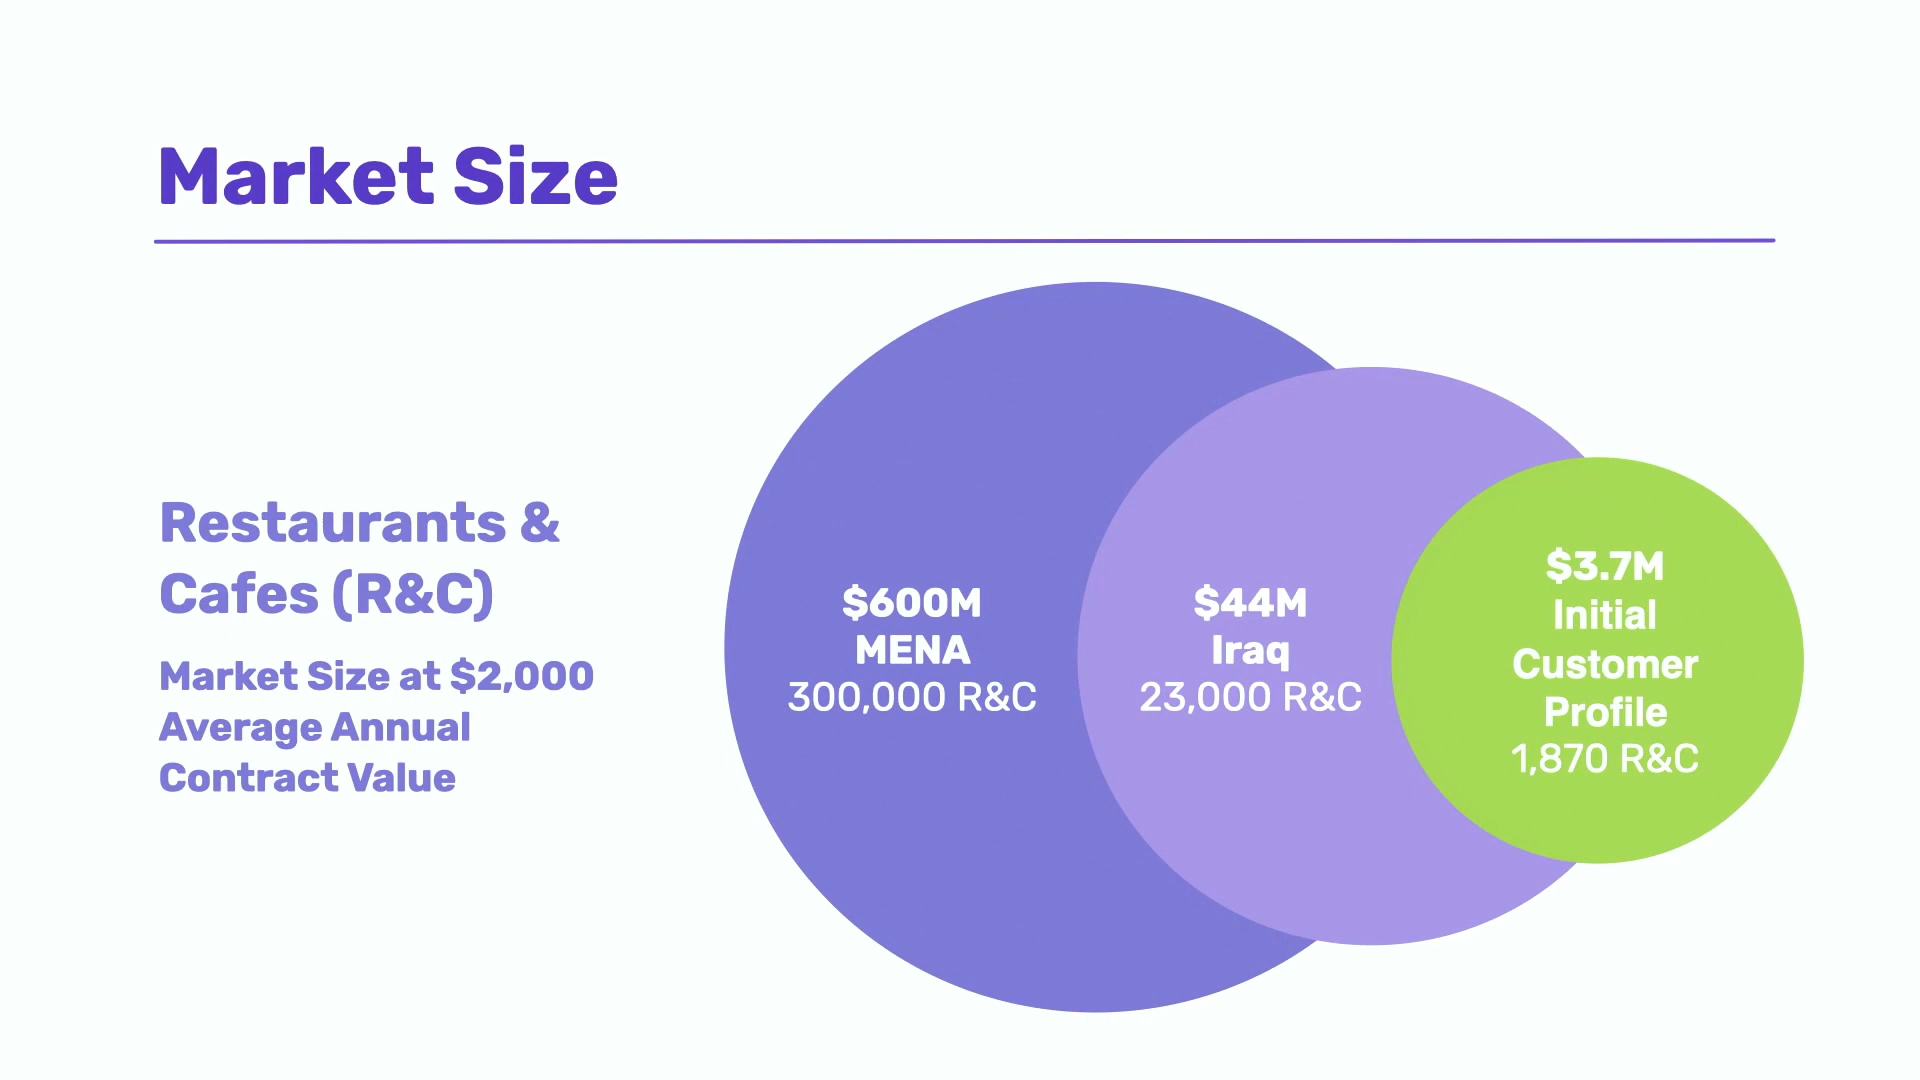 Market Size
Restaurants &
Cafes (R&C)
Market Size at $2,000
Average Annual
Contract Value
$600M
MENA
300,000 R&C
$44M
Iraq
23,000 R&C
$3.7M
Initial
Customer
Profile
1,870 R&C